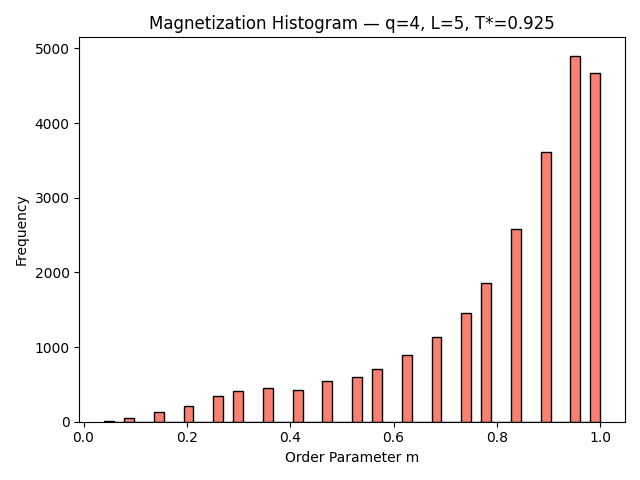 Magnetization Histogram — q=4, L=5, T*=0.925
Frequency
5000
4000
3000
2000
1000
0
0.0 0.2 0.4 0.6 0.8 1.0
Order Parameter m